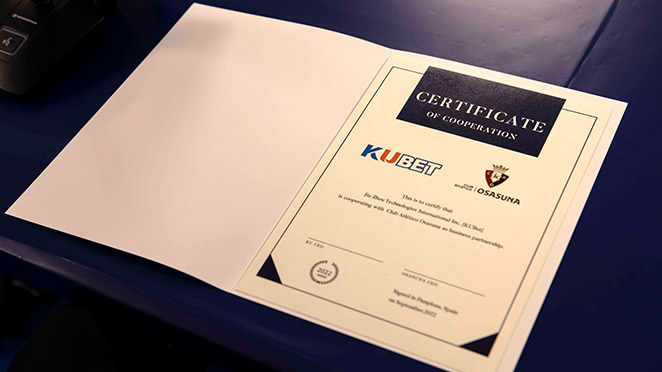 CERTIFICATE
OF COOPERATION
KUBET
CLUB
ATLÉTICO
OSASUNA
This is to certify that
Jiu Zhou Technologies International Inc. [KUBet]
is cooperating with Club Atlético Osasuna as business partnership.
KU CEO
OSASUNA CEO
2022
Signed in Pamplona, Spain
on September,2022